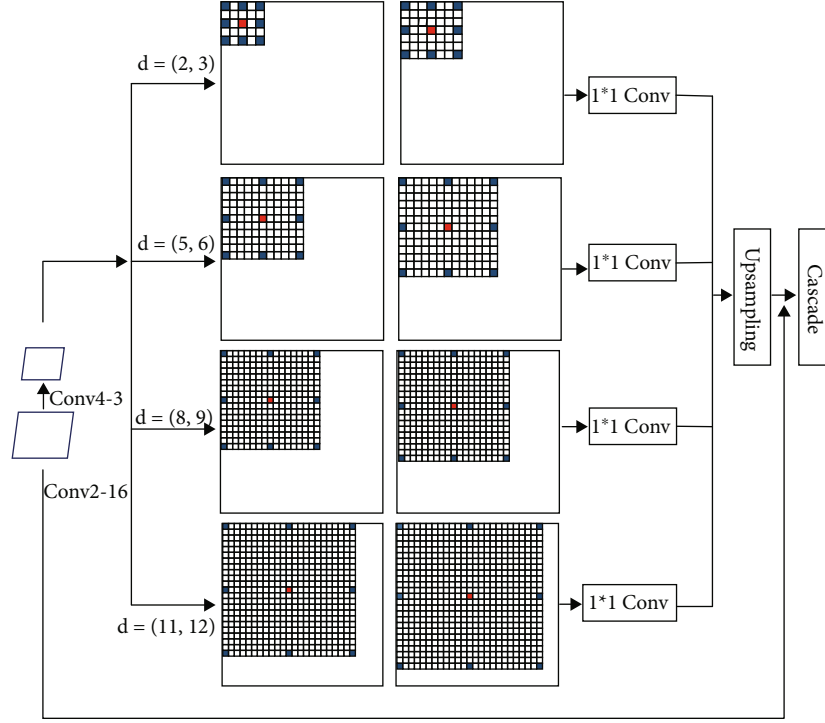 d = (2, 3)
1*1 Conv
d = (5, 6)
1*1 Conv
Upsampling
Cascade
Conv4-3
d = (8, 9)
1*1 Conv
Conv2-16
1*1 Conv
d = (11, 12)